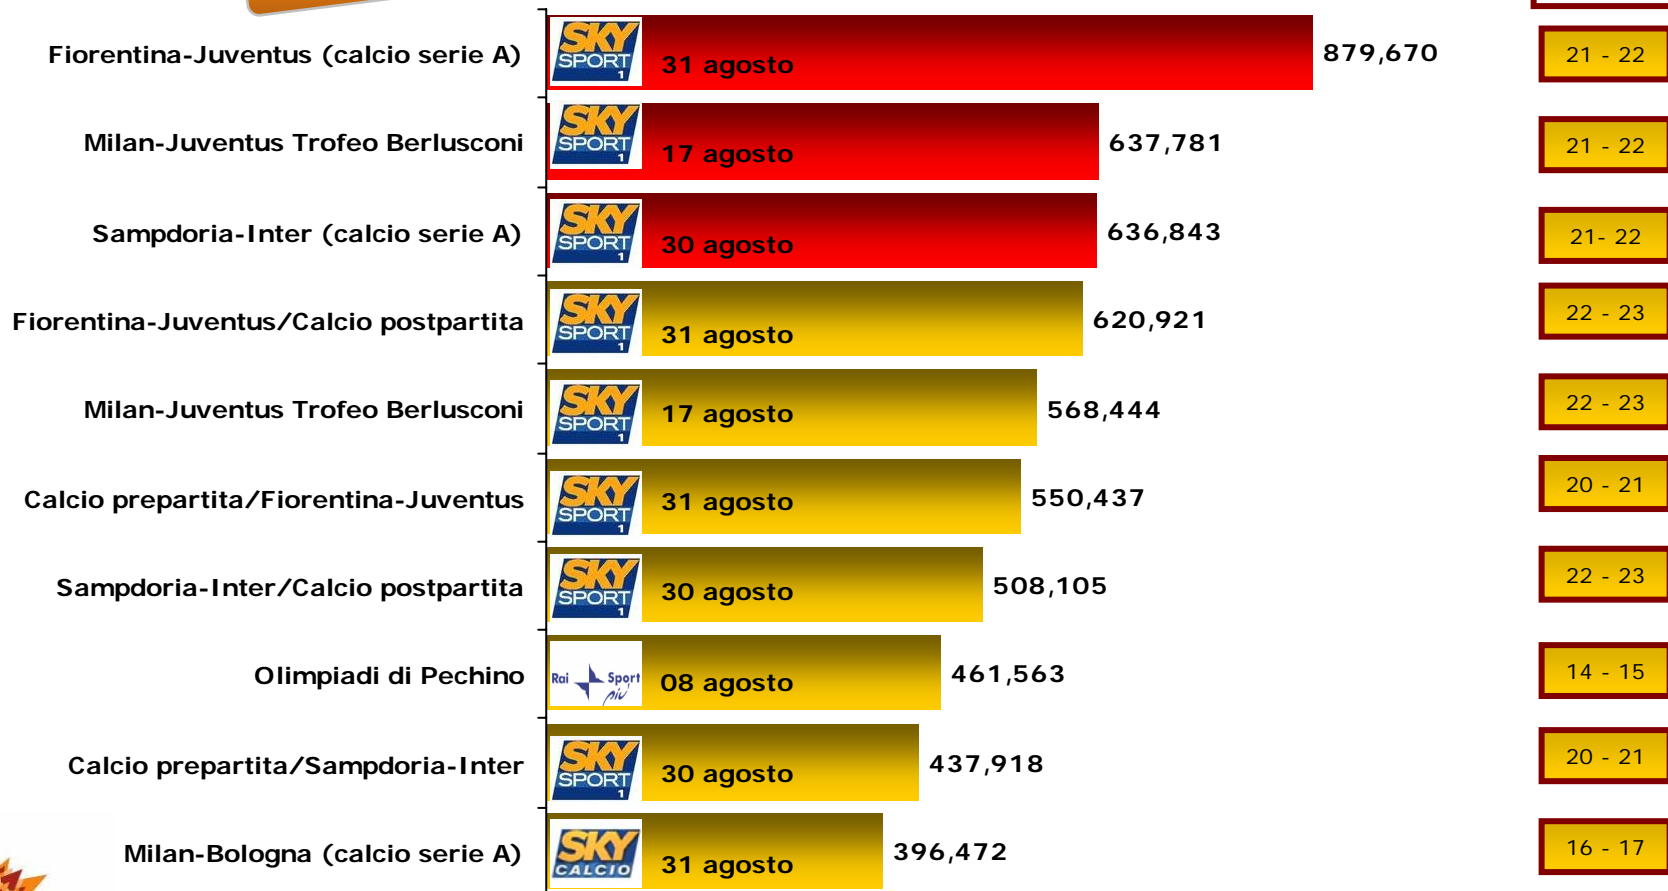 Fiorentina-Juventus (calcio serie A) SKY SPORT 1 31 agosto 879,670 21 - 22
Milan-Juventus Trofeo Berlusconi SKY SPORT 1 17 agosto 637,781 21 - 22
Sampdoria-Inter (calcio serie A) SKY SPORT 1 30 agosto 636,843 21- 22
Fiorentina-Juventus/Calcio postpartita SKY SPORT 1 31 agosto 620,921 22 - 23
Milan-Juventus Trofeo Berlusconi SKY SPORT 1 17 agosto 568,444 22 - 23
Calcio prepartita/Fiorentina-Juventus SKY SPORT 1 31 agosto 550,437 20 - 21
Sampdoria-Inter/Calcio postpartita SKY SPORT 1 30 agosto 508,105 22 - 23
Olimpiadi di Pechino Rai Sport più 08 agosto 461,563 14 - 15
Calcio prepartita/Sampdoria-Inter SKY SPORT 1 30 agosto 437,918 20 - 21
Milan-Bologna (calcio serie A) SKY CALCIO 31 agosto 396,472 16 - 17